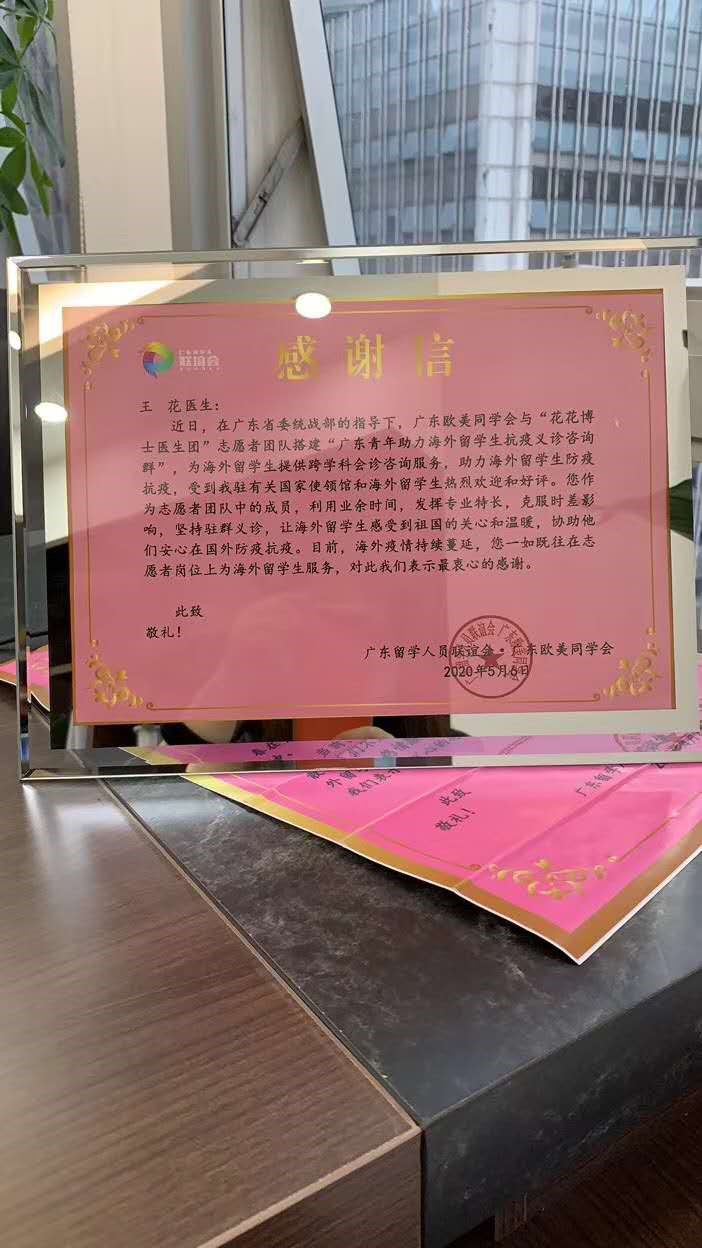 联谊会
感谢信
王 花医生：
近日，在广东省委统战部的指导下，广东欧美同学会与“花花博
士医生团”志愿者团队搭建“广东青年助力海外留学生抗疫义诊咨询
群”，为海外留学生提供跨学科会诊咨询服务，助力海外留学生防疫
抗疫，受到我驻有关国家使领馆和海外留学生热烈欢迎和好评。您作
为志愿者团队中的成员，利用业余时间，发挥专业特长，克服时差影
响，坚持驻群义诊，让海外留学生感受到祖国的关心和温暖，协助他
们安心在国外防疫抗疫。目前，海外疫情持续蔓延，您一如既往在志
愿者岗位上为海外留学生服务，对此我们表示最衷心的感谢。
此致
敬礼！
广东留学人员联谊会·广东欧美同学会
2020年5月6日
外留
我们表
此致
敬礼！
广东留学